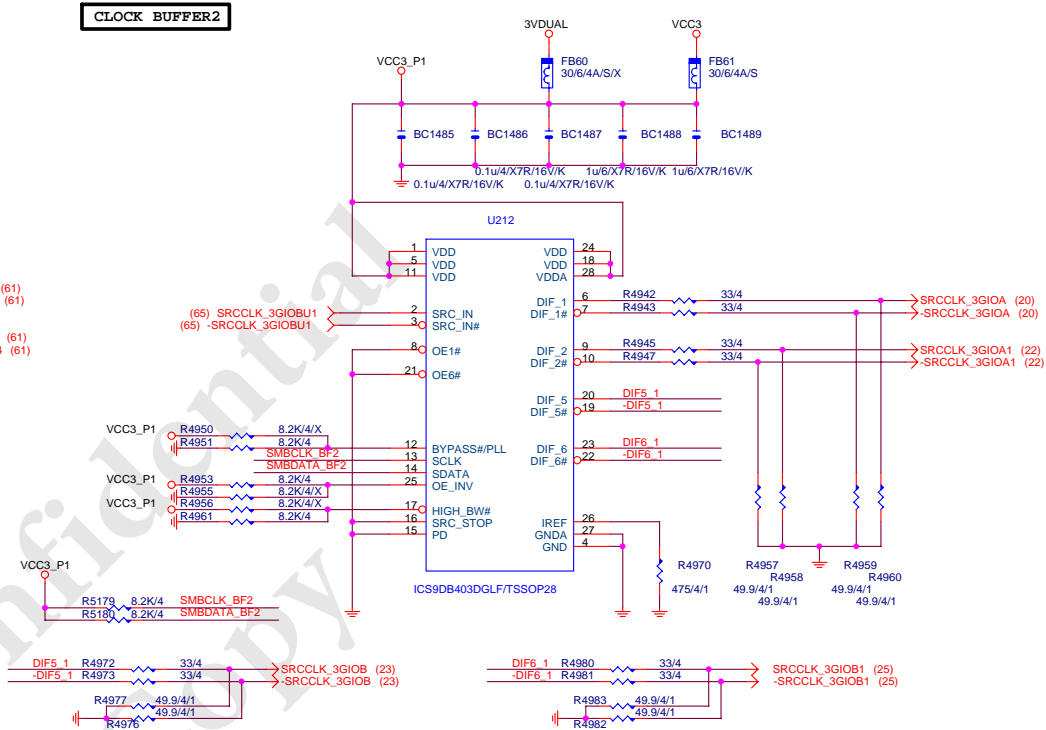 CLOCK BUFFER2
3VDUAL
VCC3
VCC3_P1
FB60
30/6/4A/S/X
FB61
30/6/4A/S
BC1485
BC1486
BC1487
BC1488
BC1489
0.1u/4/X7R/16V/K
1u/6/X7R/16V/K
1u/6/X7R/16V/K
0.1u/4/X7R/16V/K
0.1u/4/X7R/16V/K
U212
1 VDD
5 VDD
11 VDD
24 VDD
18 VDD
28 VDDA
(61)
(61)
(61)
4 (61)
(65) SRCCLK_3GIOBU1 2 SRC_IN
(65) -SRCCLK_3GIOBU1 3 SRC_IN#
8 OE1#
21 OE6#
DIF_1 6 R4942 33/4 SRCCLK_3GIOA (20)
DIF_1# 7 R4943 33/4 -SRCCLK_3GIOA (20)
DIF_2 9 R4945 33/4 SRCCLK_3GIOA1 (22)
DIF_2# 10 R4947 33/4 -SRCCLK_3GIOA1 (22)
DIF_5 20 DIF5_1
DIF_5# 19 -DIF5_1
DIF_6 23 DIF6_1
DIF_6# 22 -DIF6_1
VCC3_P1 R4950 8.2K/4/X
R4951 8.2K/4
12 BYPASS#/PLL
SMBCLK_BF2 13 SCLK
SMBDATA_BF2 14 SDATA
VCC3_P1 R4953 8.2K/4
25 OE_INV
R4955 8.2K/4/X
VCC3_P1 R4956 8.2K/4/X
17 HIGH_BW#
R4961 8.2K/4
16 SRC_STOP
15 PD
IREF 26
GNDA 27
GND 4
R4970
475/4/1
R4957
49.9/4/1
R4958
49.9/4/1
R4959
49.9/4/1
R4960
49.9/4/1
ICS9DB403DGLF/TSSOP28
VCC3_P1
R5179 8.2K/4 SMBCLK_BF2
R5180 8.2K/4 SMBDATA_BF2
DIF5_1 R4972 33/4 SRCCLK_3GIOB (23)
-DIF5_1 R4973 33/4 -SRCCLK_3GIOB (23)
R4977 49.9/4/1
R4976 49.9/4/1
DIF6_1 R4980 33/4 SRCCLK_3GIOB1 (25)
-DIF6_1 R4981 33/4 -SRCCLK_3GIOB1 (25)
R4983 49.9/4/1
R4982 49.9/4/1
nfidential
opy